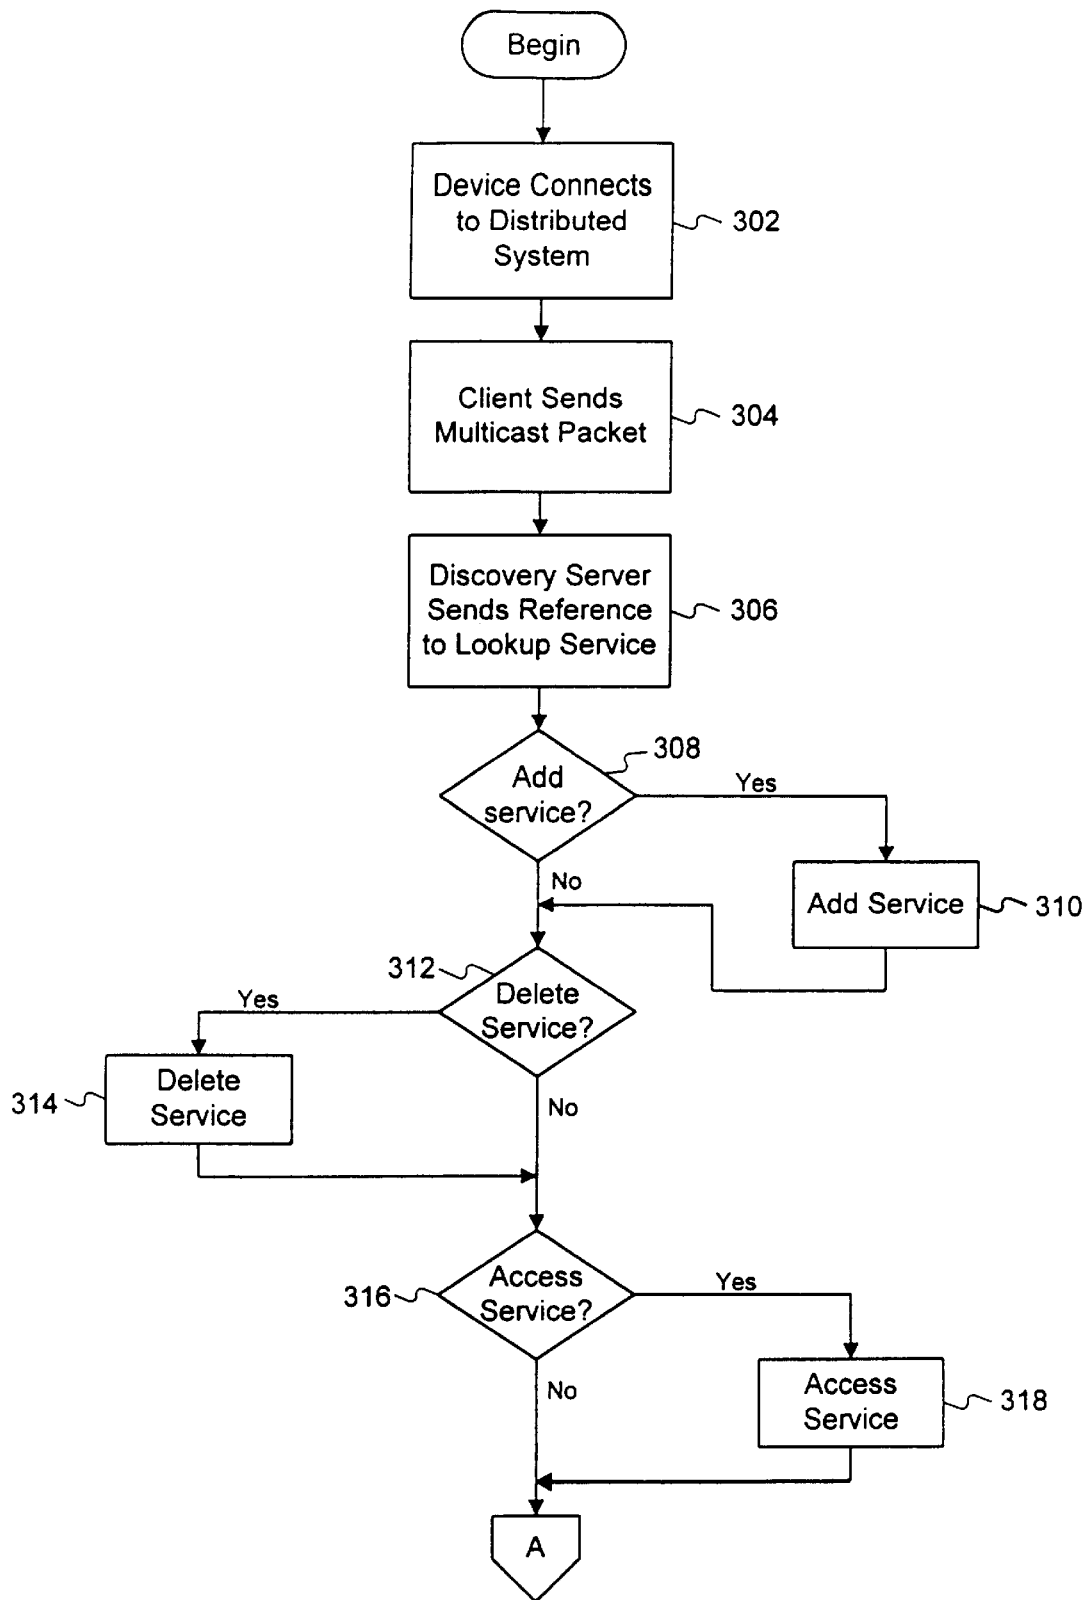 Begin
Device Connects
to Distributed
System
302
Client Sends
Multicast Packet
304
Discovery Server
Sends Reference
to Lookup Service
306
308
Add
service?
Yes
No
Add Service
310
312
Delete
Service?
Yes
No
Delete
Service
314
316
Access
Service?
Yes
No
Access
Service
318
A